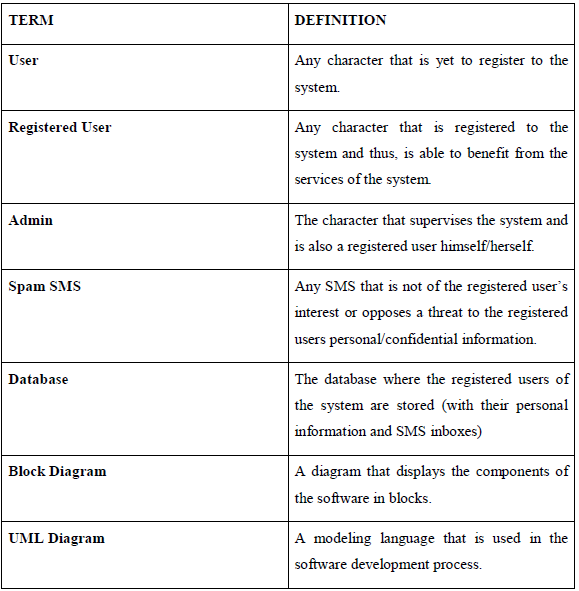 TERM
DEFINITION
User
Any character that is yet to register to the
system.
Registered User
Any character that is registered to the
system and thus, is able to benefit from the
services of the system.
Admin
The character that supervises the system and
is also a registered user himself/herself.
Spam SMS
Any SMS that is not of the registered user`s
interest or opposes a threat to the registered
users personal/confidential information.
Database
The database where the registered users of
the system are stored (with their personal
information and SMS inboxes)
Block Diagram
A diagram that displays the components of
the software in blocks.
UML Diagram
A modeling language that is used in the
software development process.